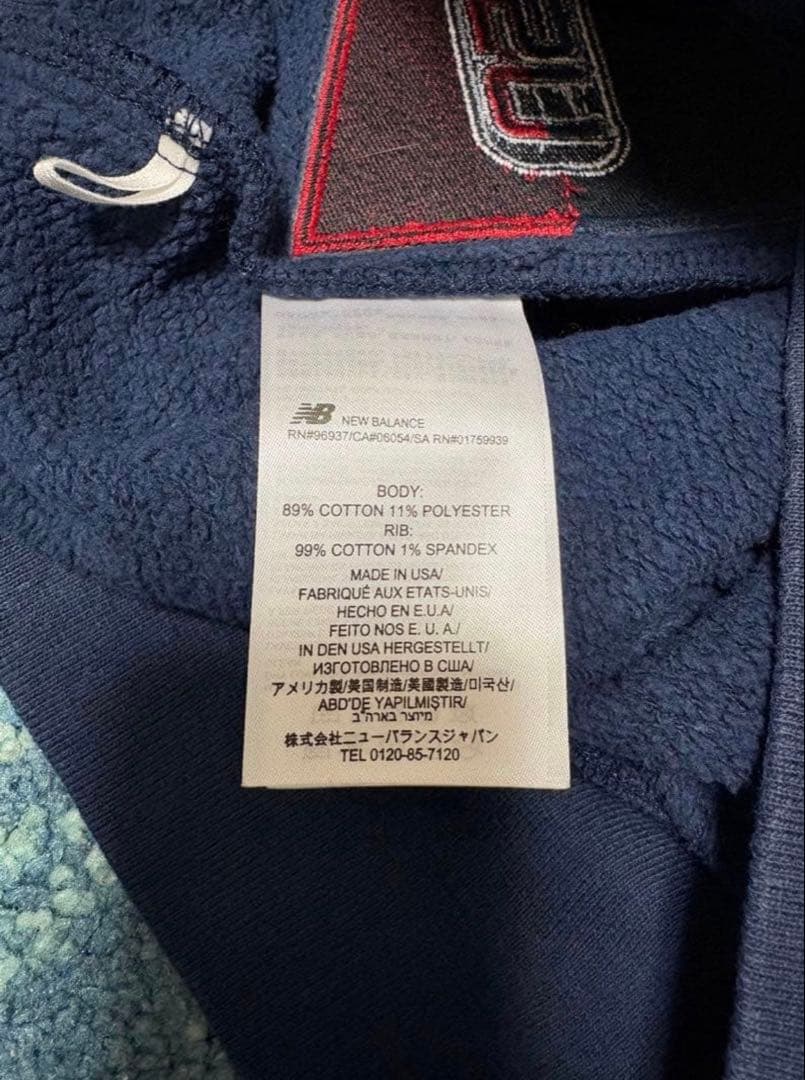 NB NEW BALANCE
RN#96937/CA#06054/SA RN#01759939
BODY:
89% COTTON 11% POLYESTER
RIB:
99% COTTON 1% SPANDEX
MADE IN USA/
FABRIQUÉ AUX ETATS-UNIS/
HECHO EN E.U.A/
FEITO NOS E. U. A./
IN DEN USA HERGESTELLT/
ИЗГОТОВЛЕНО В США/
アメリカ製/美国制造/美國製造/미국산/
ABD'DE YAPILMIŞTIR/
מיוצר בארה"ב
株式会社ニューバランスジャパン
TEL 0120-85-7120